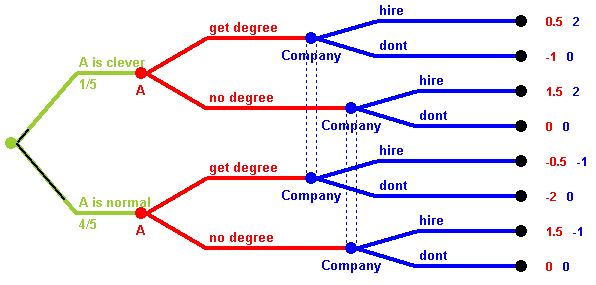 hire
0.5 2
get degree
dont
A is clever
Company
-1 0
1/5
hire
A
1.5 2
no degree
dont
Company
0 0
hire
-0.5 -1
get degree
dont
A is normal
Company
-2 0
4/5
hire
A
1.5 -1
no degree
dont
Company
0 0